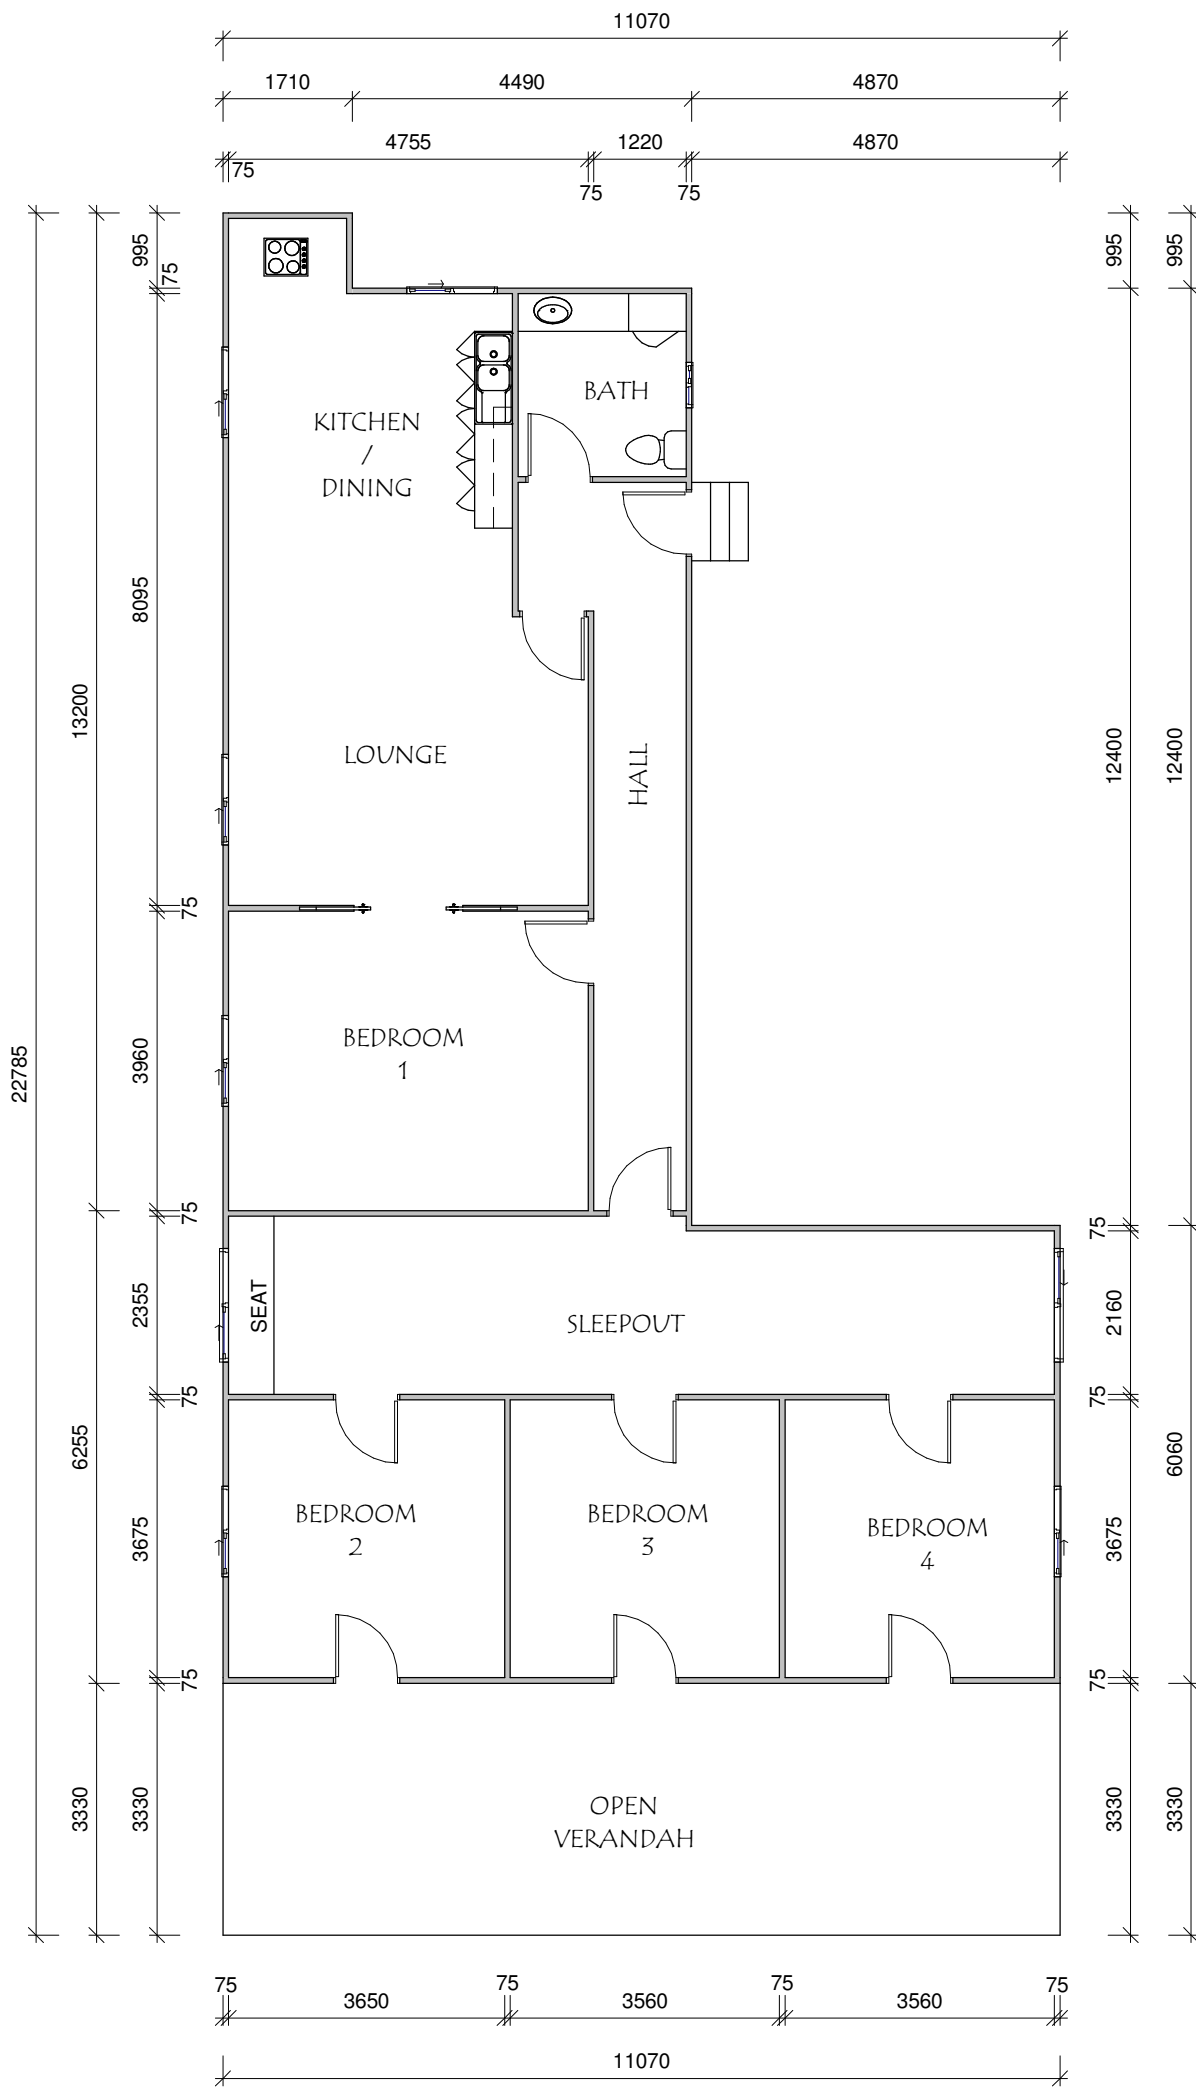 11070
1710 4490 4870
4755 1220 4870
75 75 75
995 75 995 995
BATH
KITCHEN
/
DINING
8095
13200
LOUNGE
HALL
12400 12400
75
BEDROOM
1
3960
22785
75 75
SEAT
2355
SLEEPOUT
2160
75 75
6255
6060
BEDROOM
2
BEDROOM
3
BEDROOM
4
3675 3675
75 75
3330 3330 3330 3330
OPEN
VERANDAH
75 75 75 75
3650 3560 3560
11070